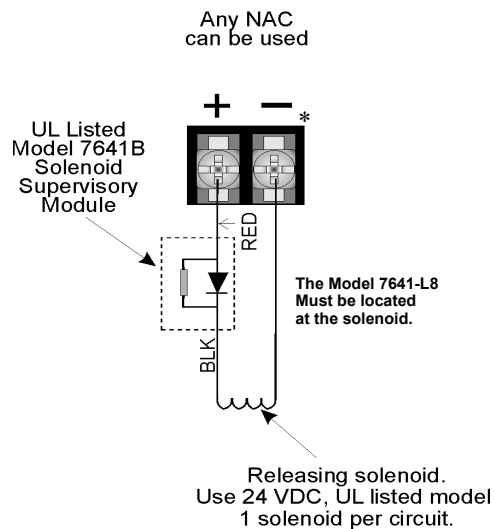 Any NAC
can be used
+ −
*
UL Listed
Model 7641B
Solenoid
Supervisory
Module
RED
The Model 7641-L8
Must be located
at the solenoid.
BLK
Releasing solenoid.
Use 24 VDC, UL listed model
1 solenoid per circuit.